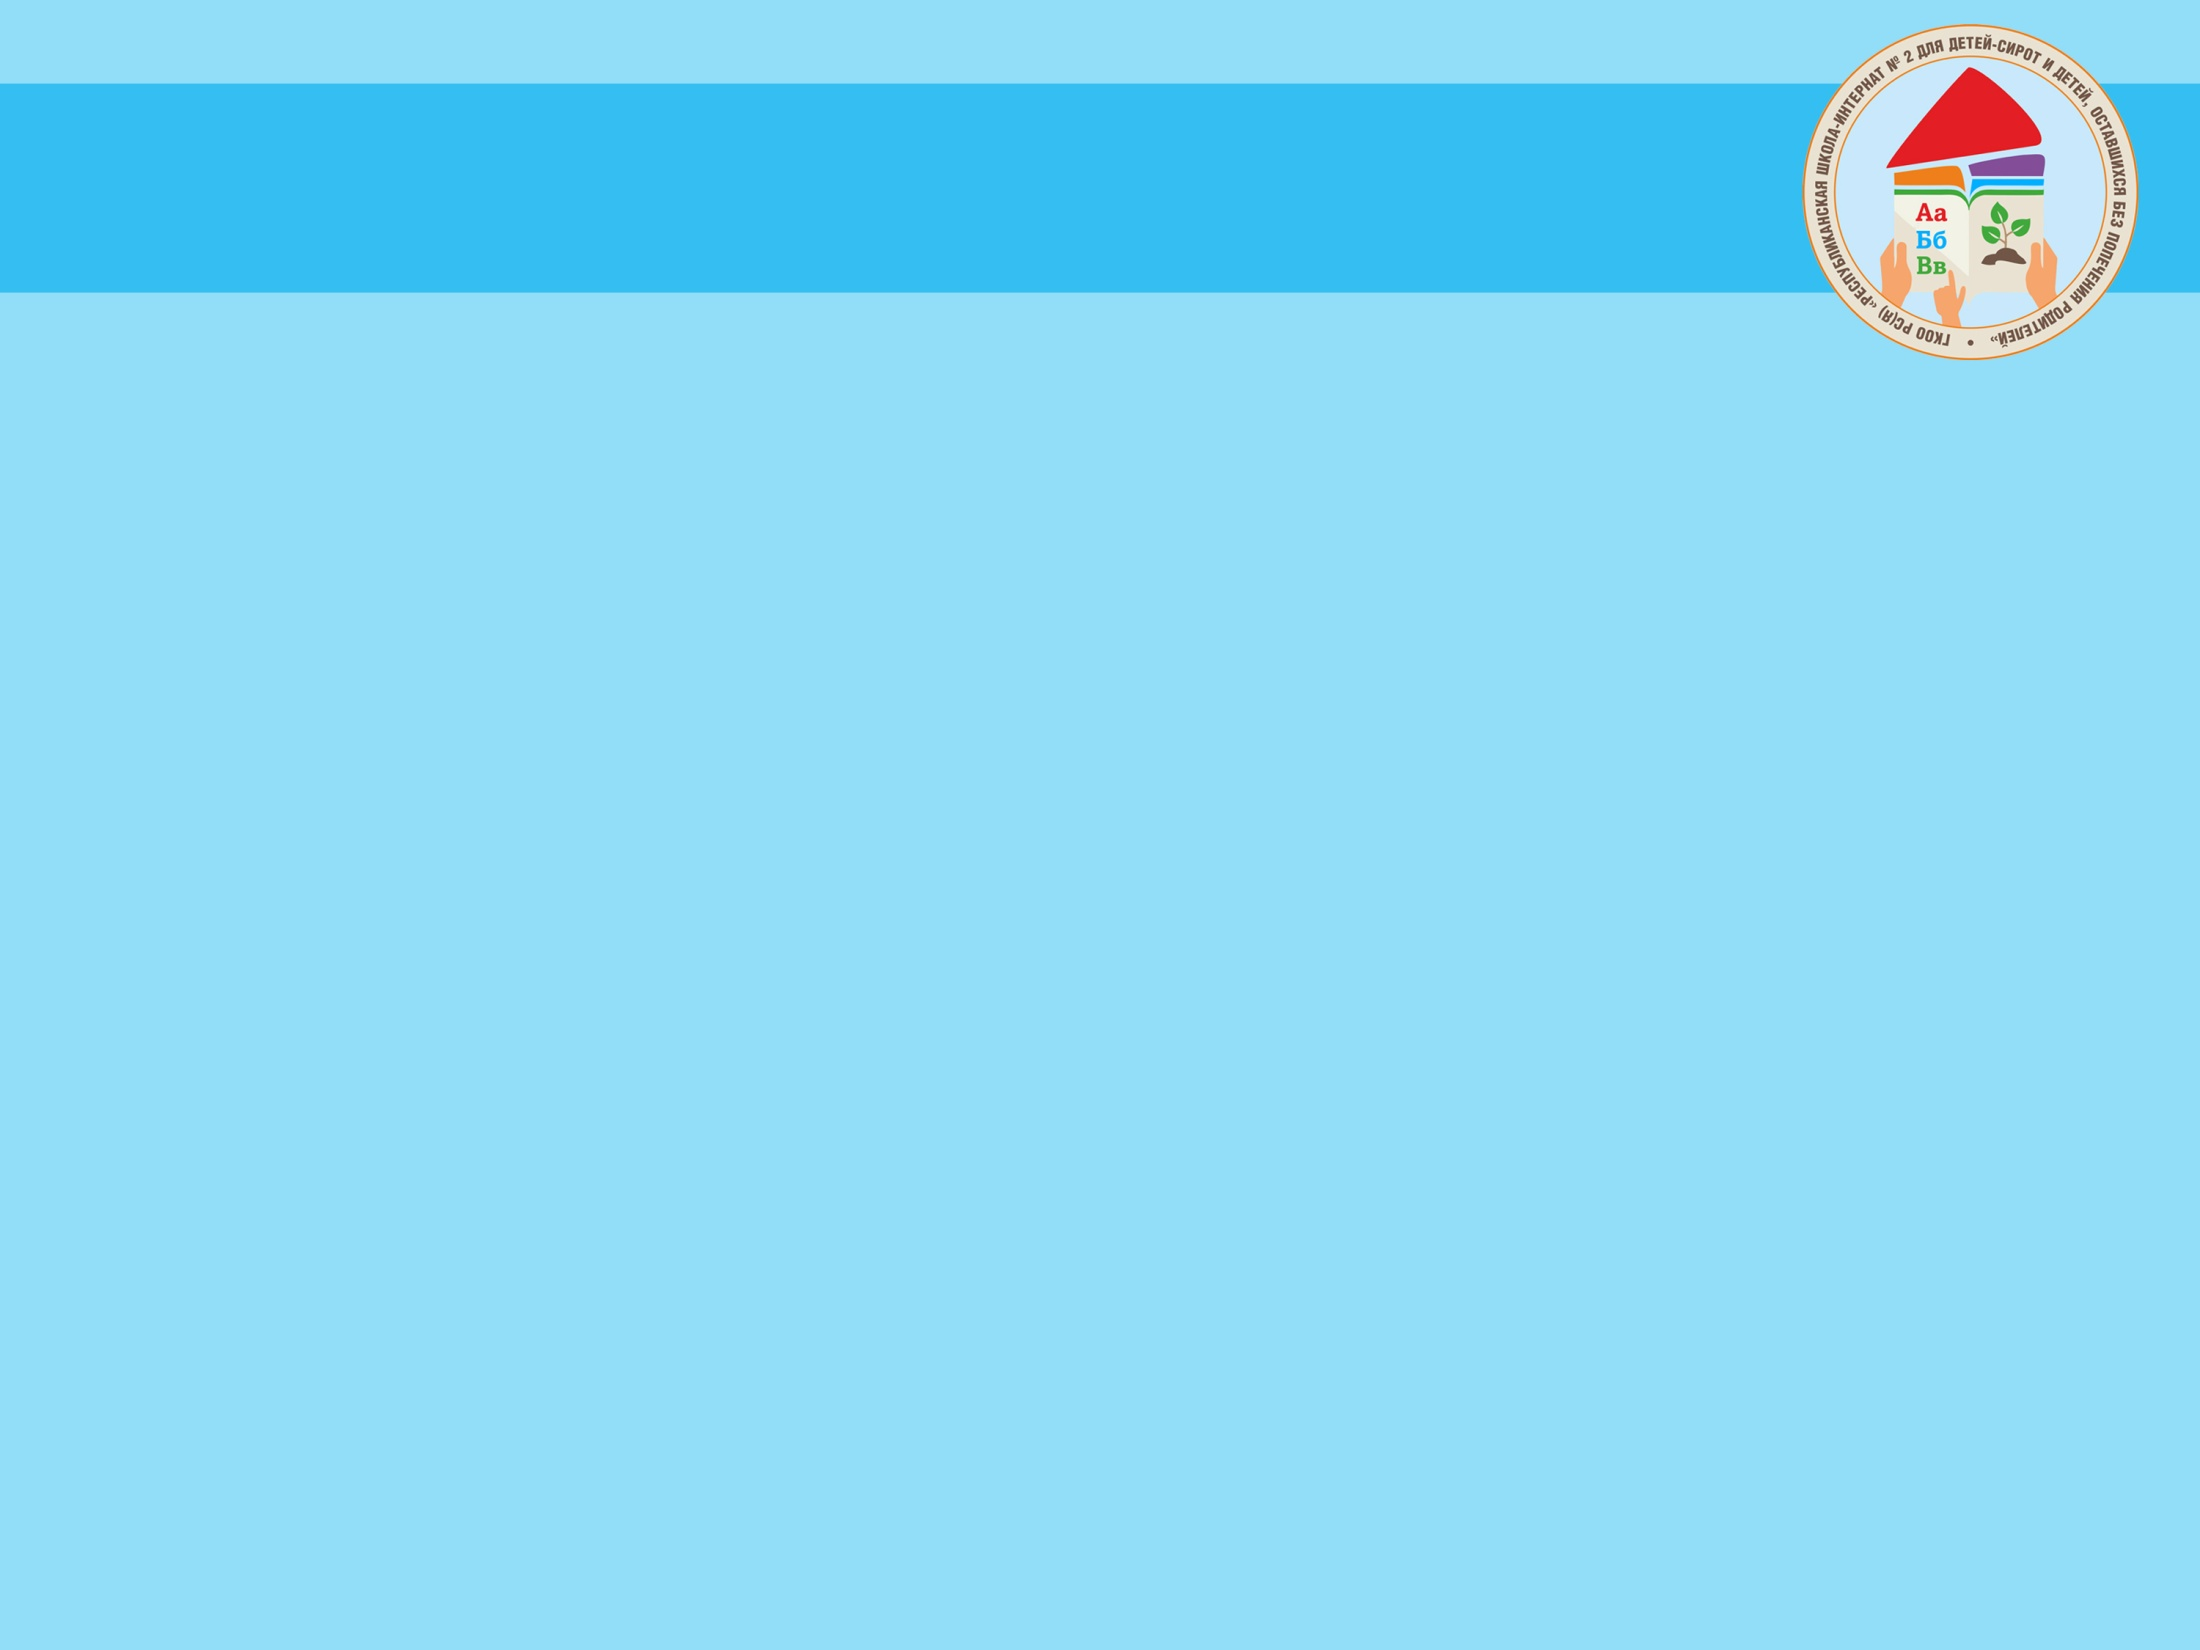 ГКОО РС(Я) «РЕСПУБЛИКАНСКАЯ ШКОЛА-ИНТЕРНАТ № 2 ДЛЯ ДЕТЕЙ-СИРОТ И ДЕТЕЙ, ОСТАВШИХСЯ БЕЗ ПОПЕЧЕНИЯ РОДИТЕЛЕЙ» •
Аа
Бб
Вв